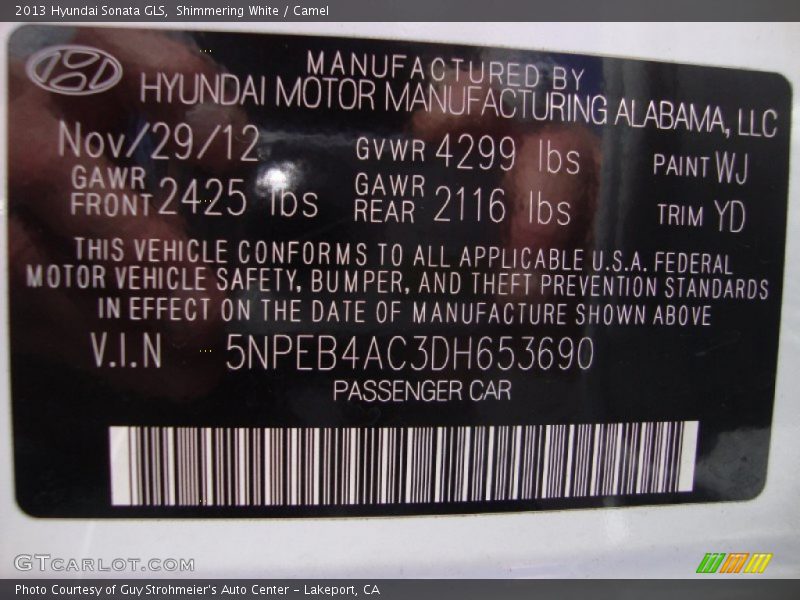 2013 Hyundai Sonata GLS, Shimmering White / Camel
MANUFACTURED BY
HYUNDAI MOTOR MANUFACTURING ALABAMA, LLC
Nov/29/12 GVWR 4299 lbs PAINT WJ
GAWR FRONT 2425 lbs GAWR REAR 2116 lbs TRIM YD
THIS VEHICLE CONFORMS TO ALL APPLICABLE U.S.A. FEDERAL
MOTOR VEHICLE SAFETY, BUMPER, AND THEFT PREVENTION STANDARDS
IN EFFECT ON THE DATE OF MANUFACTURE SHOWN ABOVE
V.I.N 5NPEB4AC3DH653690
PASSENGER CAR
GTCARLOT.COM
Photo Courtesy of Guy Strohmeier's Auto Center - Lakeport, CA